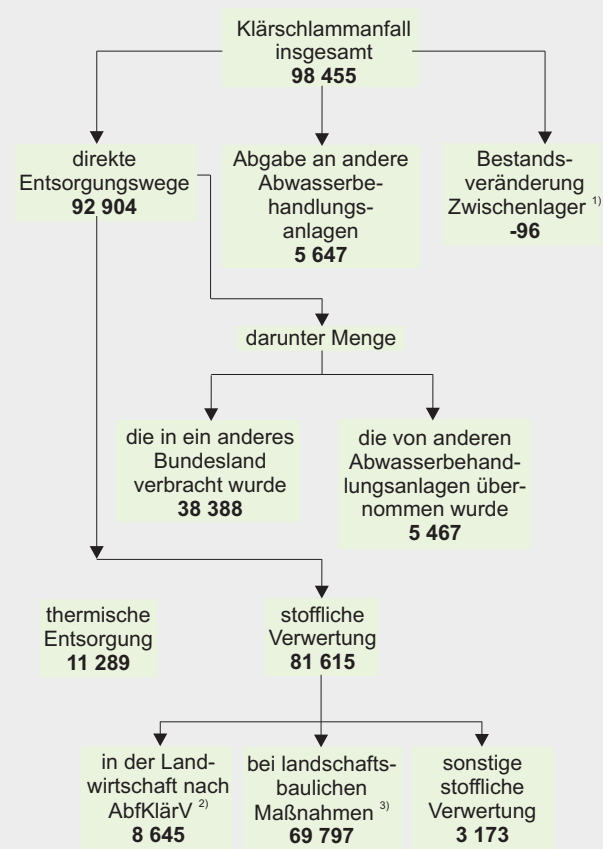 Klärschlammanfall
insgesamt
98 455
direkte
Entsorgungswege
92 904
Abgabe an andere
Abwasserbe-
handlungs-
anlagen
5 647
Bestands-
veränderung
Zwischenlager 1)
-96
darunter Menge
die in ein anderes
Bundesland
verbracht wurde
38 388
die von anderen
Abwasserbehand-
lungsanlagen über-
nommen wurde
5 467
thermische
Entsorgung
11 289
stoffliche
Verwertung
81 615
in der Land-
wirtschaft nach
AbfKlärV 2)
8 645
bei landschafts-
baulichen
Maßnahmen 3)
69 797
sonstige
stoffliche
Verwertung
3 173